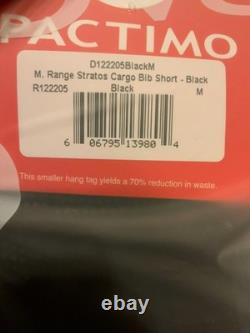 PACTIMO
D122205BlackM
M. Range Stratos Cargo Bib Short - Black
R122205 Black M
6 06795 13980 4
This smaller hang tag yields a 70% reduction in waste.
ebay